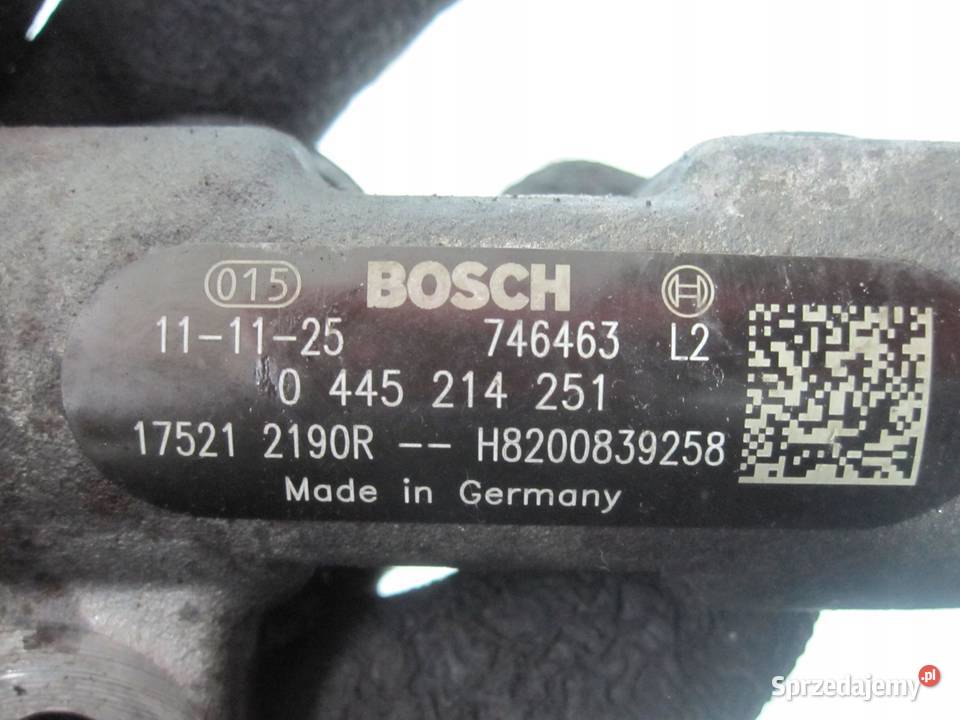 015 BOSCH
11-11-25 746463 L2
0 445 214 251
17521 2190R -- H8200839258
Made in Germany
Sprzedajemy.pl